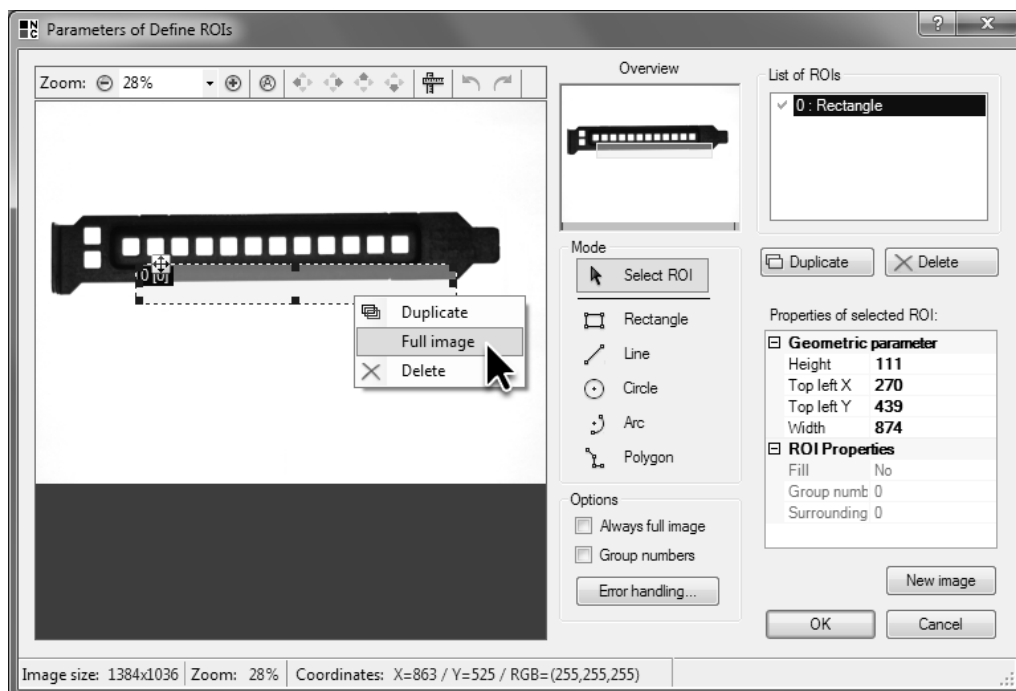 NC Parameters of Define ROIs
Zoom: 28%
0 [0]
Duplicate
Full image
Delete
Overview
Mode
Select ROI
Rectangle
Line
Circle
Arc
Polygon
Options
Always full image
Group numbers
Error handling...
List of ROIs
0 : Rectangle
Duplicate Delete
Properties of selected ROI:
Geometric parameter
Height 111
Top left X 270
Top left Y 439
Width 874
ROI Properties
Fill No
Group numb 0
Surrounding 0
New image
OK Cancel
Image size: 1384x1036 Zoom: 28% Coordinates: X=863 / Y=525 / RGB=(255,255,255)